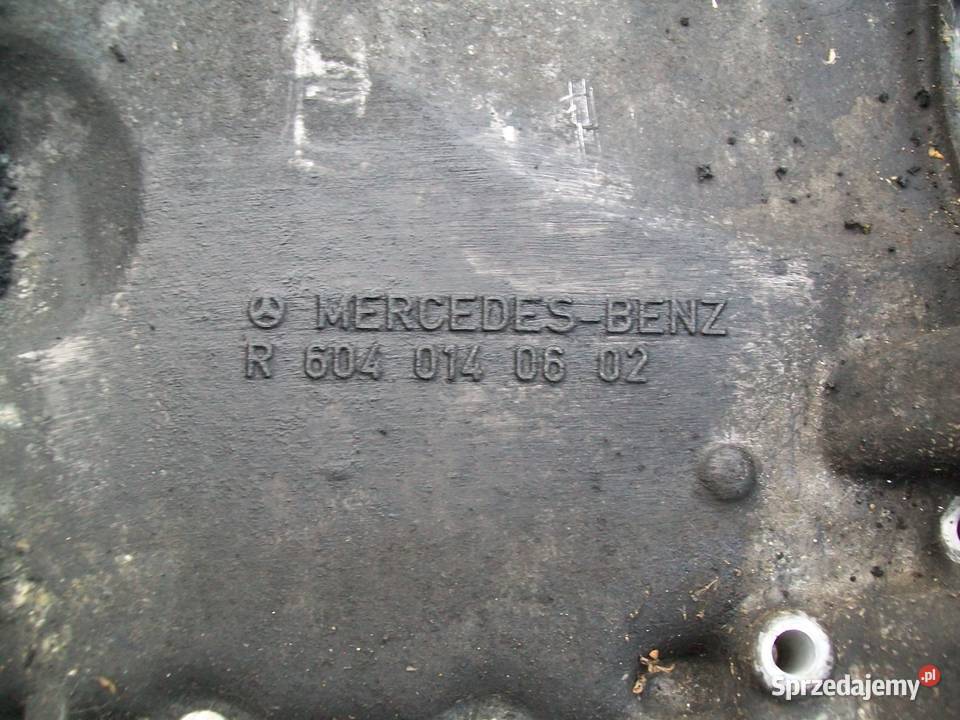 MERCEDES-BENZ
R 604 014 06 02
Sprzedajemy.pl